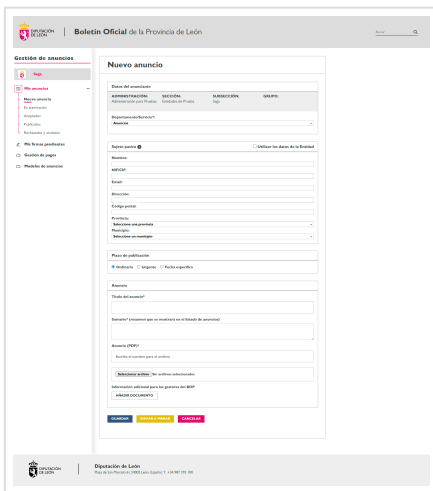 DIPUTACIÓN
DE LEÓN
Boletín Oficial de la Provincia de León
Buscar
Gestión de anuncios
Saga
Mis anuncios
Nuevo anuncio
En tramitación
Aceptados
Publicados
Rechazados y anulados
Mis firmas pendientes
Gestión de pagos
Modelos de anuncios
Nuevo anuncio
Datos del anunciante
ADMINISTRACIÓN: SECCIÓN: SUBSECCIÓN: GRUPO:
Administración para Pruebas Entidades de Prueba Saga
Departamento/Servicio*:
Anuncios
Sujeto pasivo
Utilizar los datos de la Entidad
Nombre:
NIF/CIF:
Email:
Dirección:
Código postal:
Provincia:
Seleccione una provincia
Municipio:
Seleccione un municipio
Plazo de publicación
Ordinario Urgente Fecha específica
Anuncio
Título del anuncio*
Sumario* (resumen que se mostrará en el listado de anuncios)
Anuncio (PDF)*
Escriba el nombre para el archivo
Seleccionar archivo Sin archivos seleccionados
Información adicional para los gestores del BOP
AÑADIR DOCUMENTO
GUARDAR ENVIAR A FIRMAR CANCELAR
DIPUTACIÓN
DE LEÓN
Diputación de León